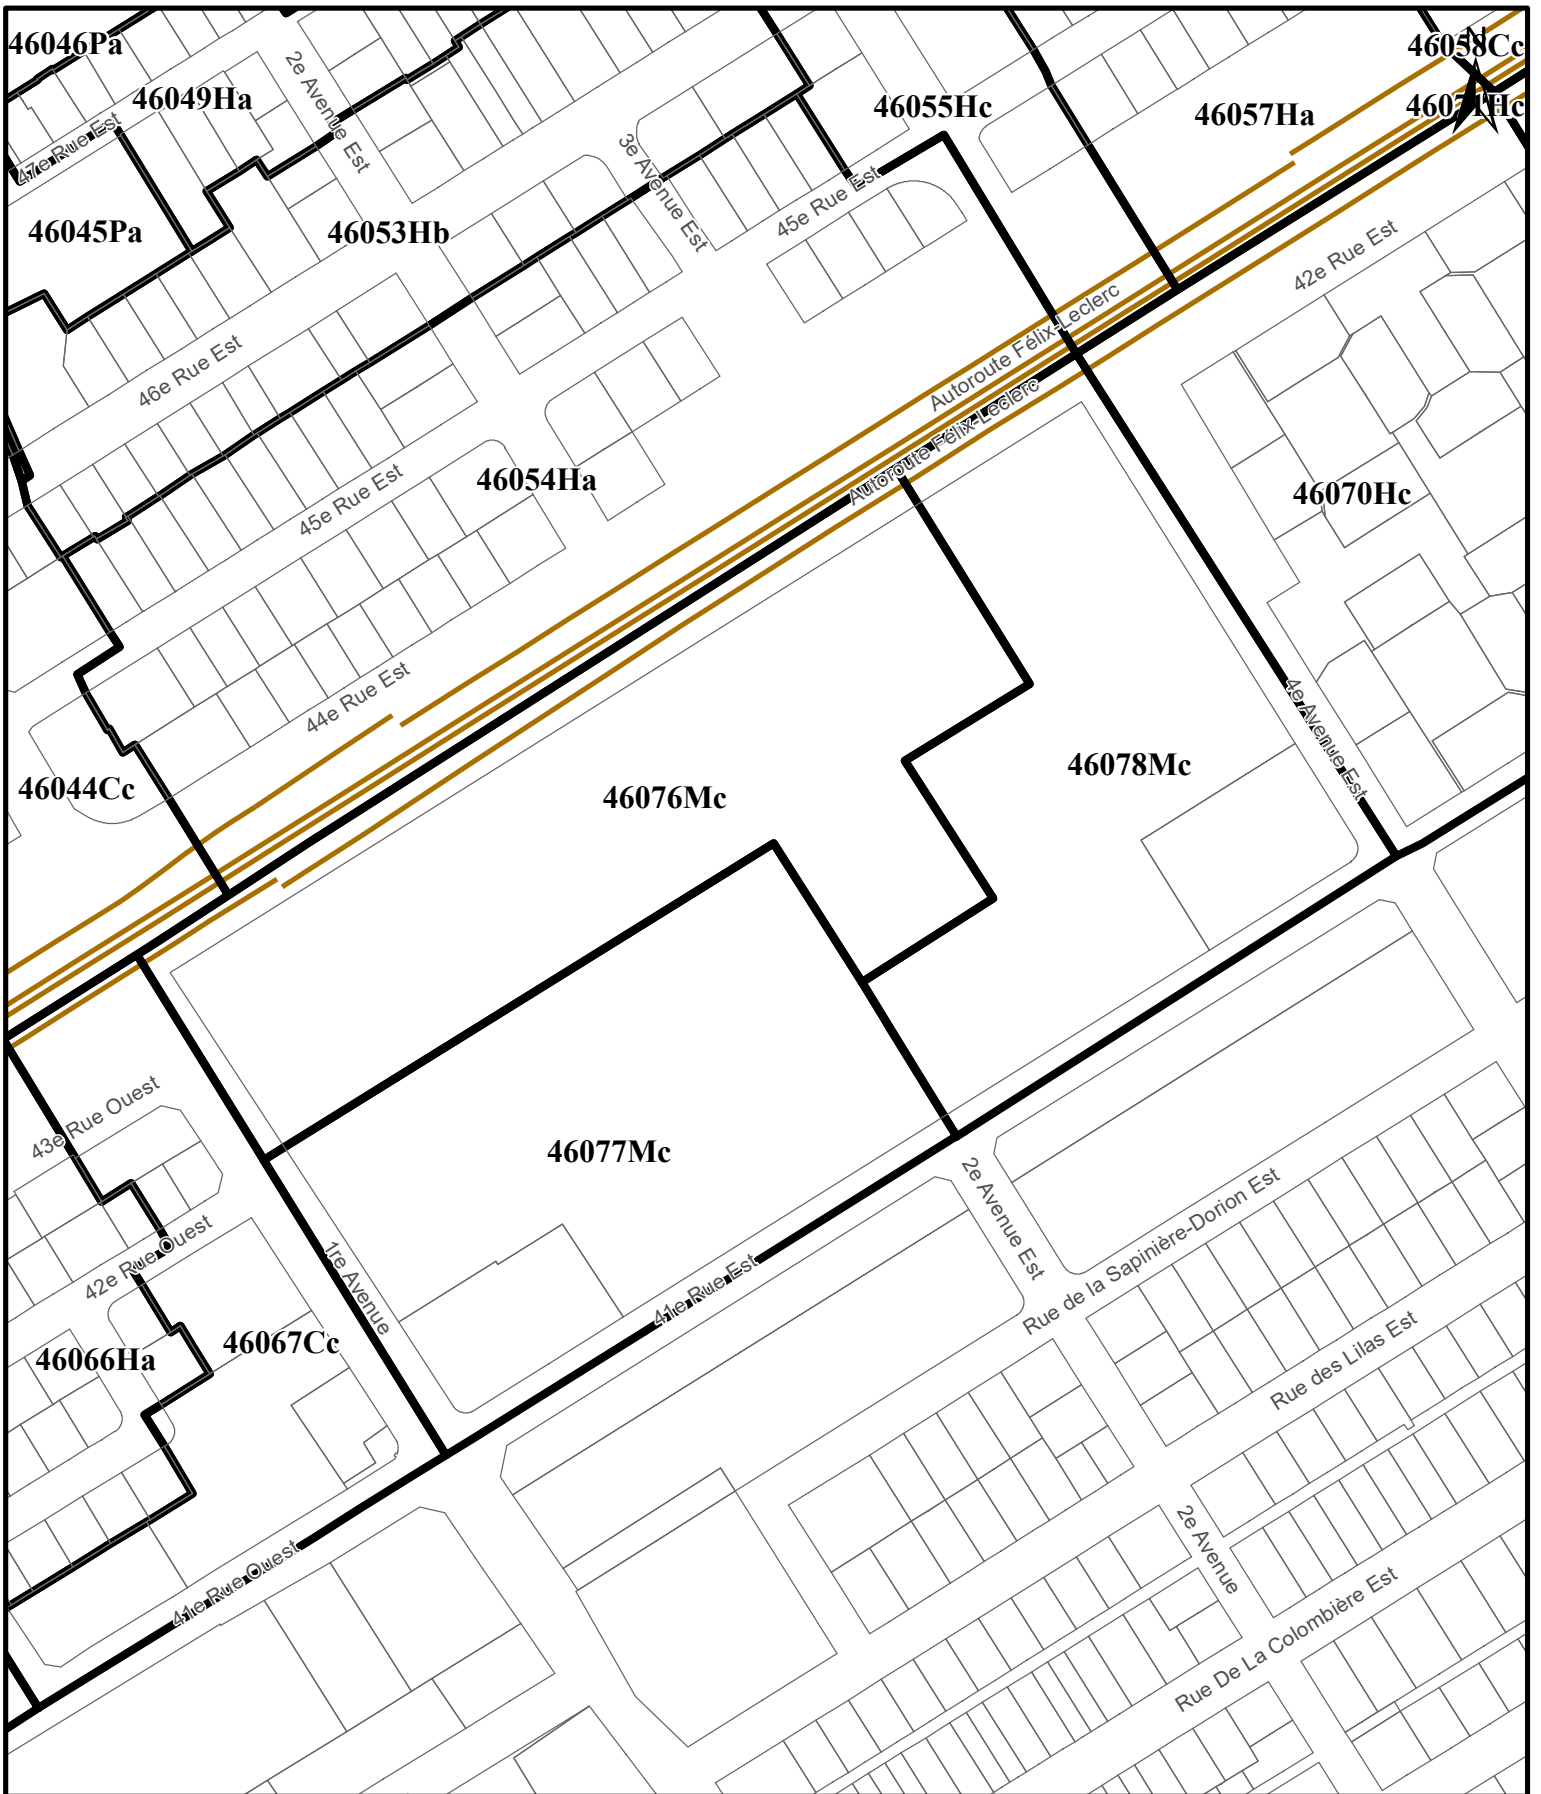 46046Pa
N
46058Cc
46049Ha
2e Avenue Est
46055Hc
46057Ha
46071Hc
47e Rue Est
3e Avenue Est
45e Rue Est
46045Pa
46053Hb
42e Rue Est
Autoroute Félix-Leclerc
46e Rue Est
Autoroute Félix-Leclerc
45e Rue Est
46054Ha
46070Hc
44e Rue Est
4e Avenue Est
46044Cc
46076Mc
46078Mc
43e Rue Ouest
46077Mc
2e Avenue Est
Rue de la Sapinière-Dorion Est
42e Rue Ouest
1re Avenue
41e Rue Est
46066Ha
46067Cc
Rue des Lilas Est
41e Rue Ouest
2e Avenue
Rue De La Colombière Est